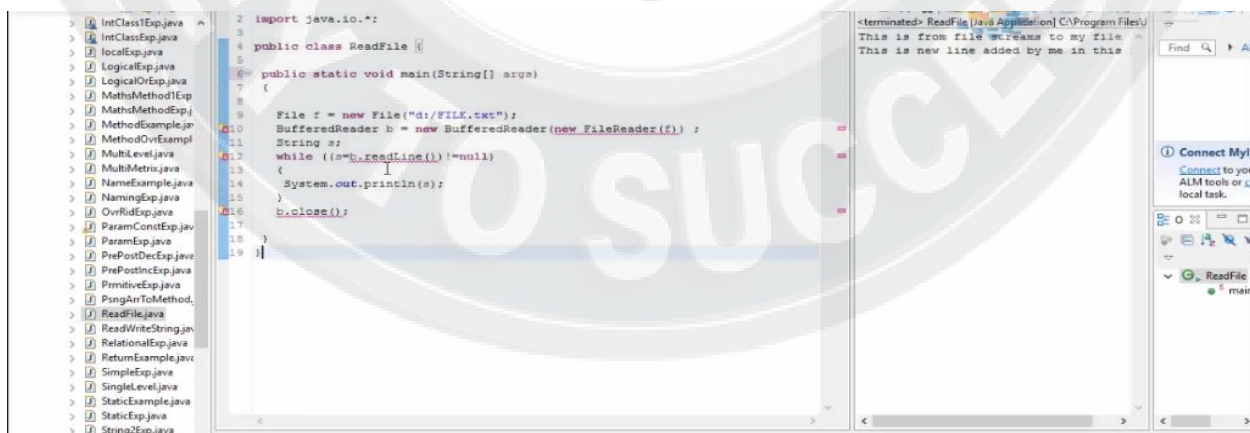 IntClass1Exp.java
IntClassExp.java
localExp.java
LogicalExp.java
LogicalOrExp.java
MathsMethod1Exp
MathsMethodExp.j
MethodExample.jav
MethodOvrExampl
MultiLevel.java
MultiMetrix.java
NameExample.java
NamingExp.java
OvrRidExp.java
ParamConstExp.jav
ParamExp.java
PrePostDecExp.java
PrePostIncExp.java
PrmitiveExp.java
PsngArrToMethod.
ReadFile.java
ReadWriteString.jav
RelationalExp.java
ReturnExample.java
SimpleExp.java
SingleLevel.java
StaticExample.java
StaticExp.java
String2Exp.java
2 import java.io.*;
3
4 public class ReadFile {
5
6 public static void main(String[] args)
7 {
8
9 File f = new File("d:/FILE.txt");
10 BufferedReader b = new BufferedReader(new FileReader(f)) ;
11 String s;
12 while ((s=b.readLine())!=null)
13 {
14 System.out.println(s);
15 }
16 b.close();
17
18 }
19 }
<terminated> ReadFile [Java Application] C:\Program Files\J
This is from file streams to my file
This is new line added by me in this
Find
Connect Myl
Connect to you
ALM tools or c
local task.
ReadFile
main
TO SUCCE